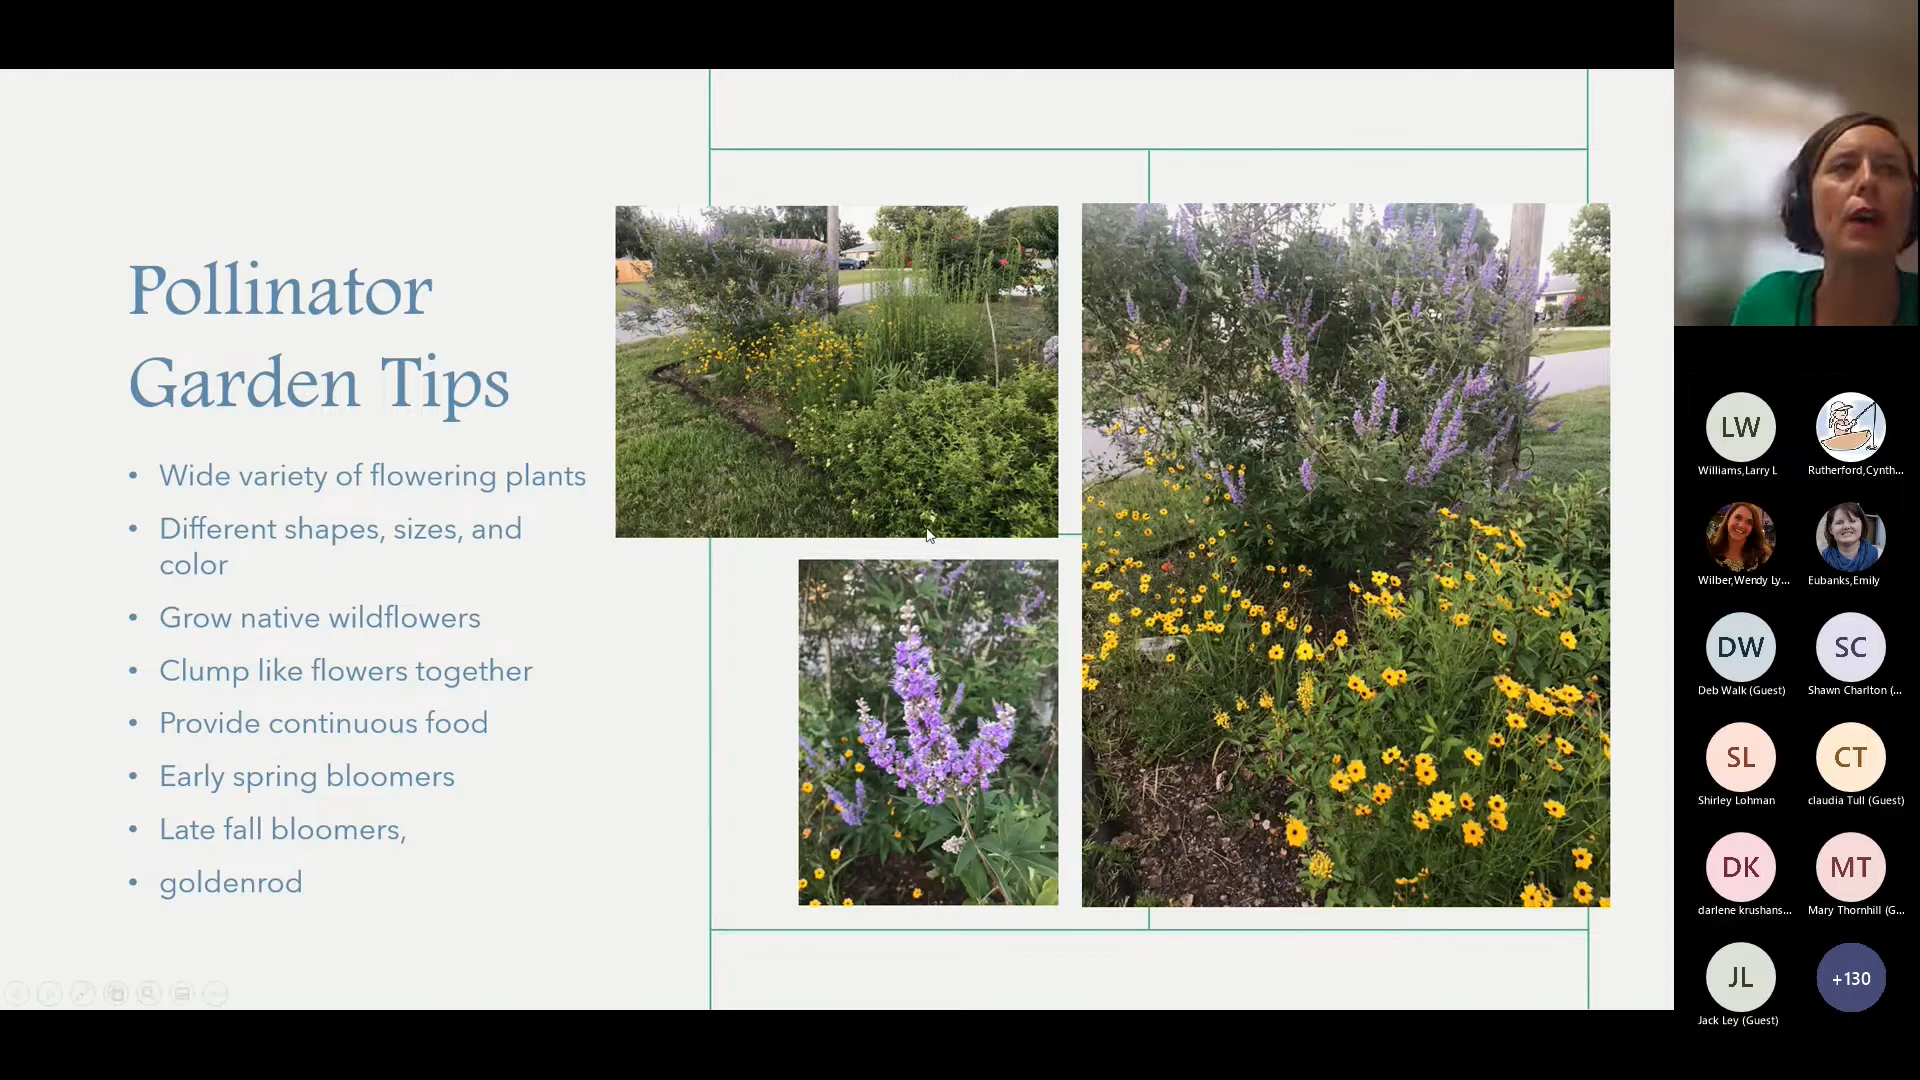 Pollinator
Garden Tips
• Wide variety of flowering plants
• Different shapes, sizes, and
color
• Grow native wildflowers
• Clump like flowers together
• Provide continuous food
• Early spring bloomers
• Late fall bloomers,
• goldenrod
LW
Williams,Larry L
Rutherford,Cynth...
Wilber,Wendy Ly...
Eubanks,Emily
DW
SC
Deb Walk (Guest)
Shawn Charlton (...
SL
CT
Shirley Lohman
claudia Tull (Guest)
DK
MT
darlene krushans...
Mary Thornhill (G...
JL
+130
Jack Ley (Guest)